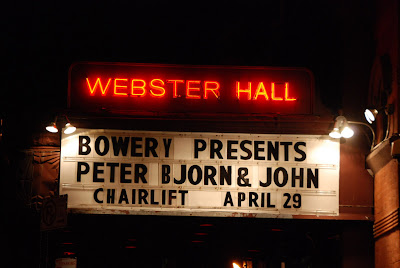 WEBSTER HALL
BOWERY PRESENTS
PETER BJORN & JOHN
CHAIRLIFT APRIL 29